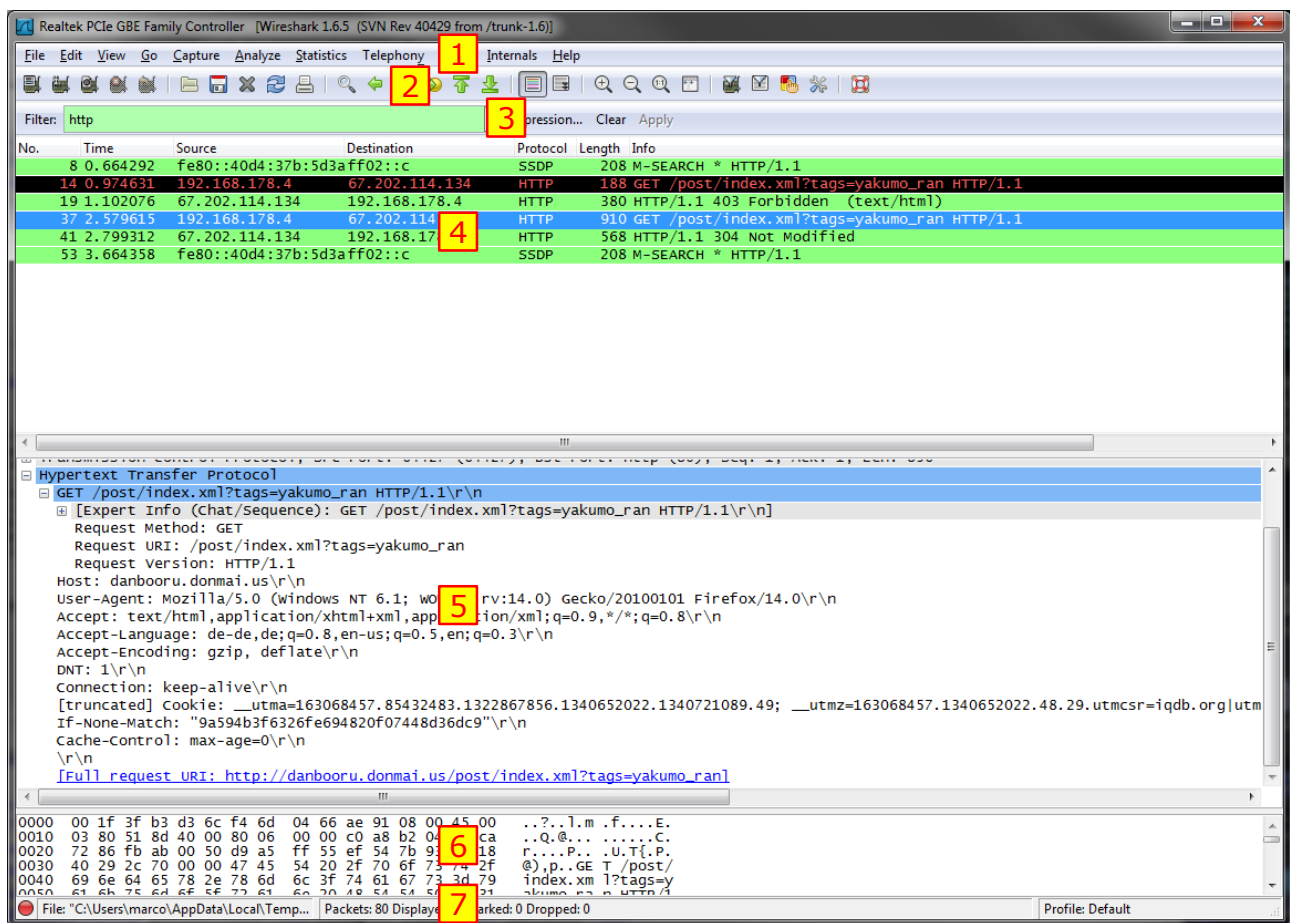 Realtek PCIe GBE Family Controller [Wireshark 1.6.5 (SVN Rev 40429 from /trunk-1.6)]
File Edit View Go Capture Analyze Statistics Telephony 1 Internals Help
2
Filter: http 3 Clear Apply
No. Time Source Destination Protocol Length Info
8 0.664292 fe80::40d4:37b:5d3aff02::c SSDP 208 M-SEARCH * HTTP/1.1
14 0.974631 192.168.178.4 67.202.114.134 HTTP 188 GET /post/index.xml?tags=yakumo_ran HTTP/1.1
19 1.102076 67.202.114.134 192.168.178.4 HTTP 380 HTTP/1.1 403 Forbidden (text/html)
37 2.579615 192.168.178.4 67.202.114 4 HTTP 910 GET /post/index.xml?tags=yakumo_ran HTTP/1.1
41 2.799312 67.202.114.134 192.168.17 HTTP 568 HTTP/1.1 304 Not Modified
53 3.664358 fe80::40d4:37b:5d3aff02::c SSDP 208 M-SEARCH * HTTP/1.1
Hypertext Transfer Protocol
GET /post/index.xml?tags=yakumo_ran HTTP/1.1\r\n
[Expert Info (Chat/Sequence): GET /post/index.xml?tags=yakumo_ran HTTP/1.1\r\n]
Request Method: GET
Request URI: /post/index.xml?tags=yakumo_ran
Request Version: HTTP/1.1
Host: danbooru.donmai.us\r\n
User-Agent: Mozilla/5.0 (Windows NT 6.1; WO 5 rv:14.0) Gecko/20100101 Firefox/14.0\r\n
Accept: text/html,application/xhtml+xml,app ion/xml;q=0.9,*/*;q=0.8\r\n
Accept-Language: de-de,de;q=0.8,en-us;q=0.5,en;q=0.3\r\n
Accept-Encoding: gzip, deflate\r\n
DNT: 1\r\n
Connection: keep-alive\r\n
[truncated] Cookie: __utma=163068457.85432483.1322867856.1340652022.1340721089.49; __utmz=163068457.1340652022.48.29.utmcsr=iqdb.org|utm
If-None-Match: "9a594b3f6326fe694820f07448d36dc9"\r\n
Cache-Control: max-age=0\r\n
\r\n
[Full request URI: http://danbooru.donmai.us/post/index.xml?tags=yakumo_ran]
0000 00 1f 3f b3 d3 6c f4 6d 04 66 ae 91 08 00 45 00 ..?..l.m .f....E.
0010 03 80 51 8d 40 00 80 06 00 00 c0 a8 b2 04 ca ..Q.@... ......C.
0020 72 86 fb ab 00 50 d9 a5 ff 55 ef 54 7b 6 18 r....P.. .U.T{.P.
0030 40 29 2c 70 00 00 47 45 54 20 2f 70 6f 73 74 2f @),p..GE T /post/
0040 69 6e 64 65 78 2e 78 6d 6c 3f 74 61 67 73 3d 79 index.xm l?tags=y
File: "C:\Users\marco\AppData\Local\Temp... Packets: 80 Displaye 7 arked: 0 Dropped: 0 Profile: Default